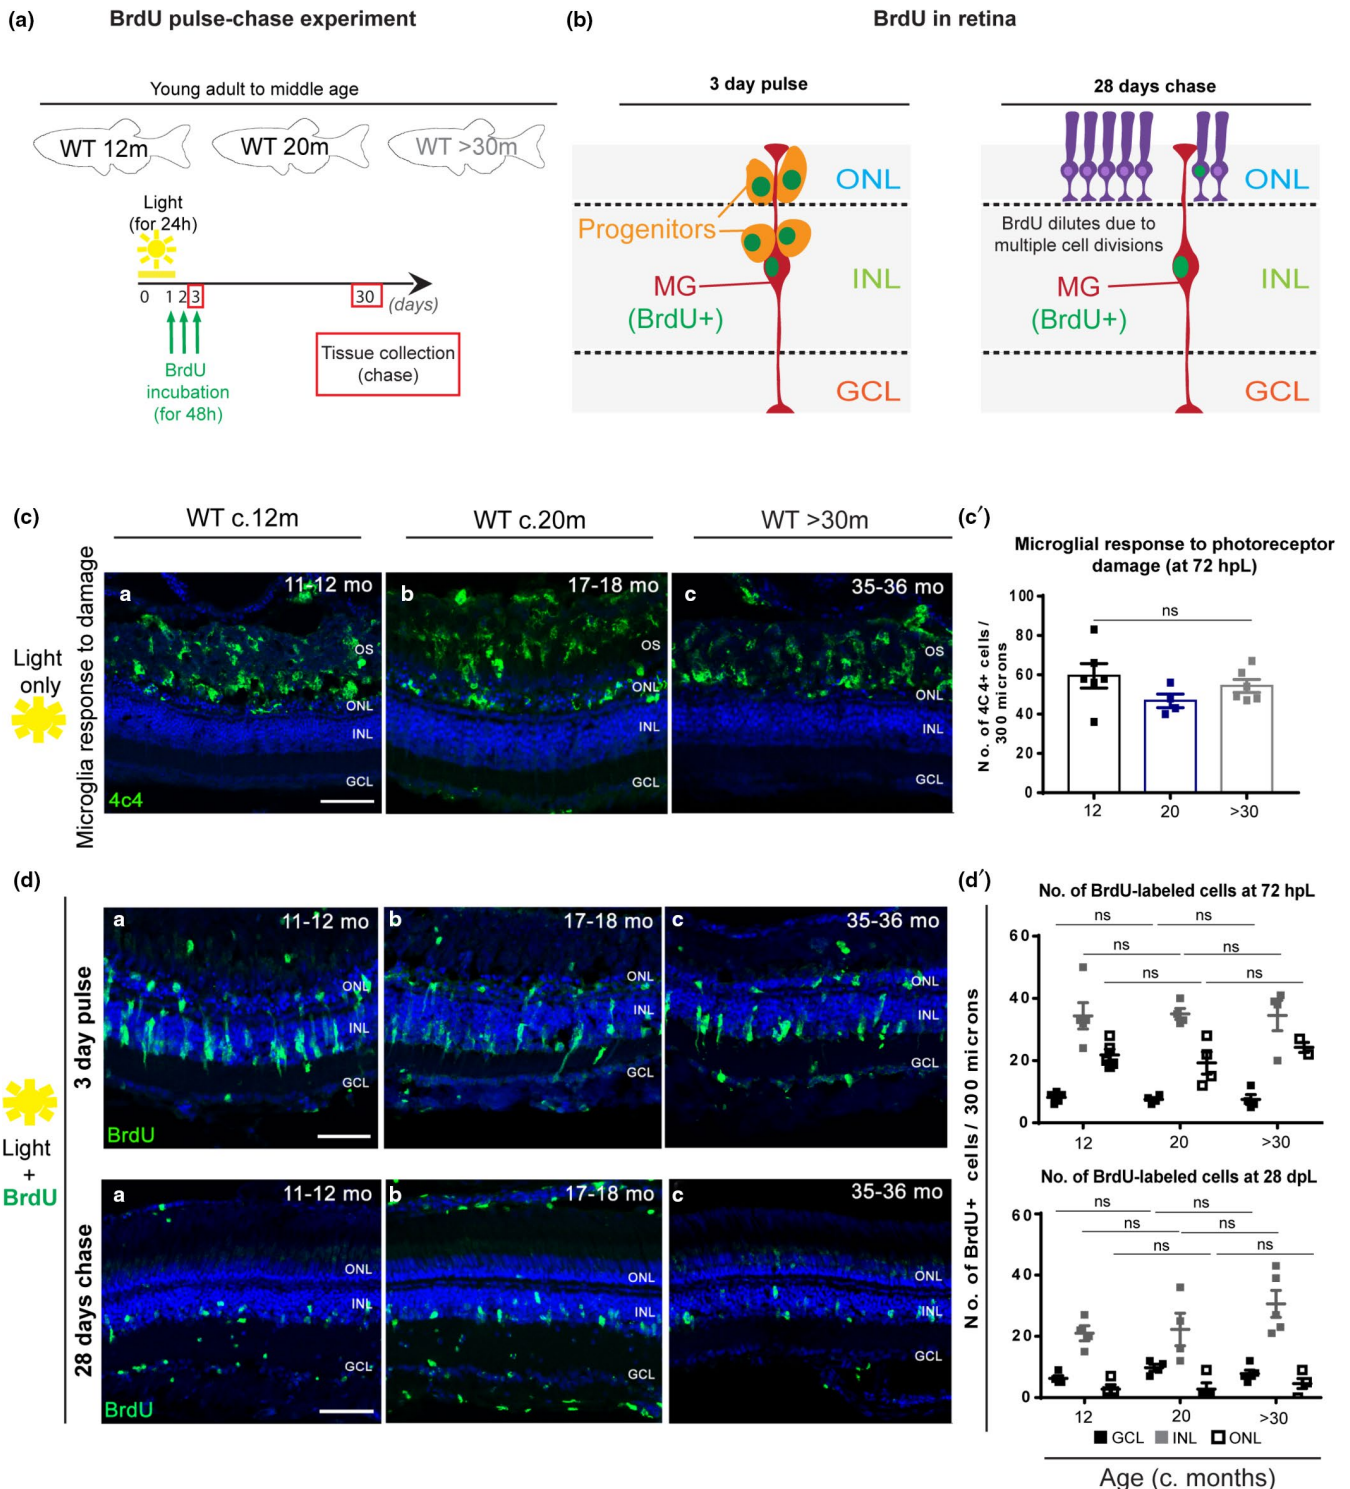 (a)
BrdU pulse-chase experiment
Young adult to middle age
WT 12m
WT 20m
WT >30m
Light
(for 24h)
0 1 2 3 30 (days)
BrdU
incubation
(for 48h)
Tissue collection
(chase)
(b)
BrdU in retina
3 day pulse
ONL
Progenitors
MG
INL
(BrdU+)
GCL
28 days chase
ONL
BrdU dilutes due to
multiple cell divisions
MG
INL
(BrdU+)
GCL
(c)
WT c.12m
WT c.20m
WT >30m
Light
only
Microglia response to damage
a
11-12 mo
OS
ONL
INL
GCL
4c4
b
17-18 mo
OS
ONL
INL
GCL
c
35-36 mo
OS
ONL
INL
GCL
(c′)
Microglial response to photoreceptor
damage (at 72 hpL)
No. of 4C4+ cells/
300 microns
ns
100
80
60
40
20
0
12 20 >30
(d)
Light
+
BrdU
3 day pulse
a
11-12 mo
ONL
INL
GCL
BrdU
b
17-18 mo
ONL
INL
GCL
c
35-36 mo
ONL
INL
GCL
28 days chase
a
11-12 mo
ONL
INL
GCL
BrdU
b
17-18 mo
ONL
INL
GCL
c
35-36 mo
ONL
INL
GCL
(d′)
No. of BrdU+ cells/ 300 microns
No. of BrdU-labeled cells at 72 hpL
ns ns
ns ns
ns ns
60
40
20
0
12 20 >30
No. of BrdU-labeled cells at 28 dpL
ns ns
ns ns
ns ns
60
40
20
0
12 20 >30
GCL INL ONL
Age (c. months)